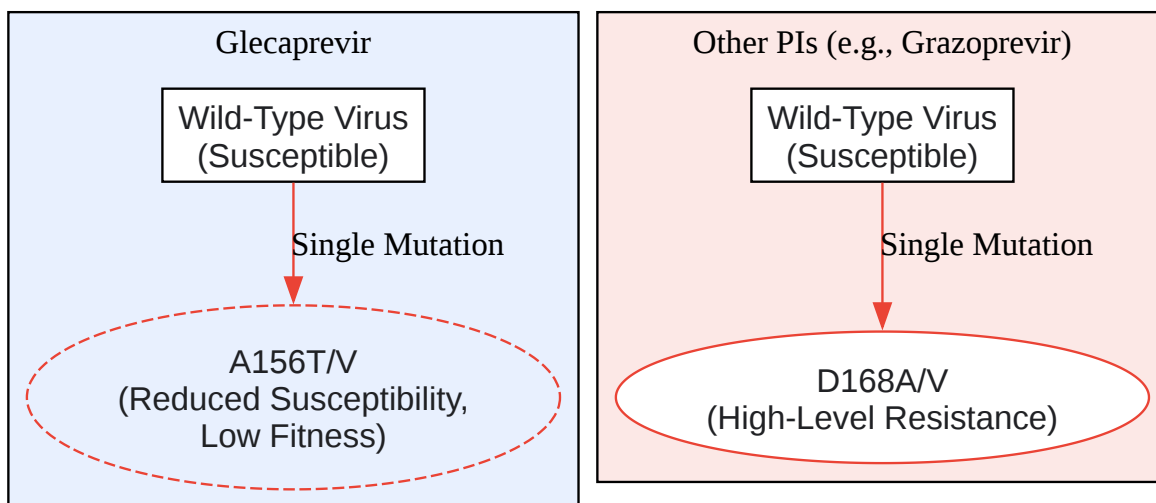 Glecaprevir
Wild-Type Virus
(Susceptible)
Single Mutation
A156T/V
(Reduced Susceptibility,
Low Fitness)
Other PIs (e.g., Grazoprevir)
Wild-Type Virus
(Susceptible)
Single Mutation
D168A/V
(High-Level Resistance)